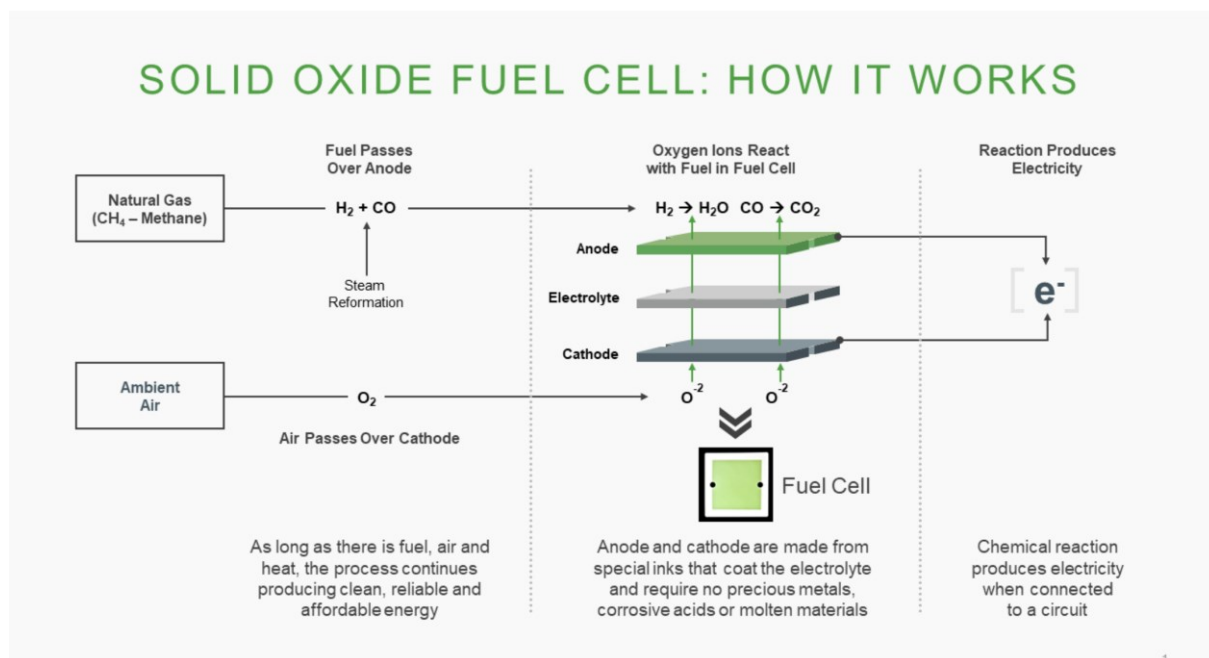 SOLID OXIDE FUEL CELL: HOW IT WORKS
Fuel Passes
Over Anode
Oxygen Ions React
with Fuel in Fuel Cell
Reaction Produces
Electricity
Natural Gas
(CH₄ – Methane)
H₂ + CO
H₂ → H₂O CO → CO₂
Anode
Steam
Reformation
Electrolyte
[e⁻]
Cathode
Ambient
Air
O₂
O⁻² O⁻²
Air Passes Over Cathode
Fuel Cell
As long as there is fuel, air and
heat, the process continues
producing clean, reliable and
affordable energy
Anode and cathode are made from
special inks that coat the electrolyte
and require no precious metals,
corrosive acids or molten materials
Chemical reaction
produces electricity
when connected
to a circuit